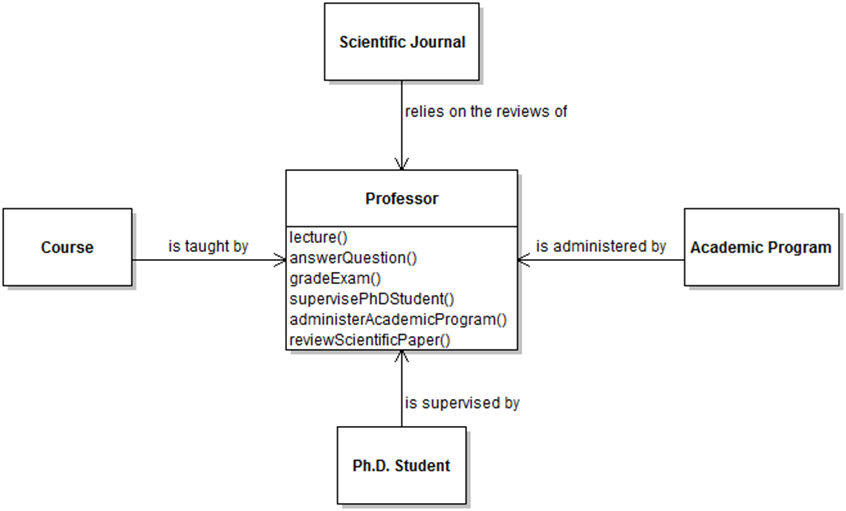 Scientific Journal
relies on the reviews of
Professor
Course
is taught by
lecture()
answerQuestion()
gradeExam()
supervisePhDStudent()
administerAcademicProgram()
reviewScientificPaper()
is administered by
Academic Program
is supervised by
Ph.D. Student